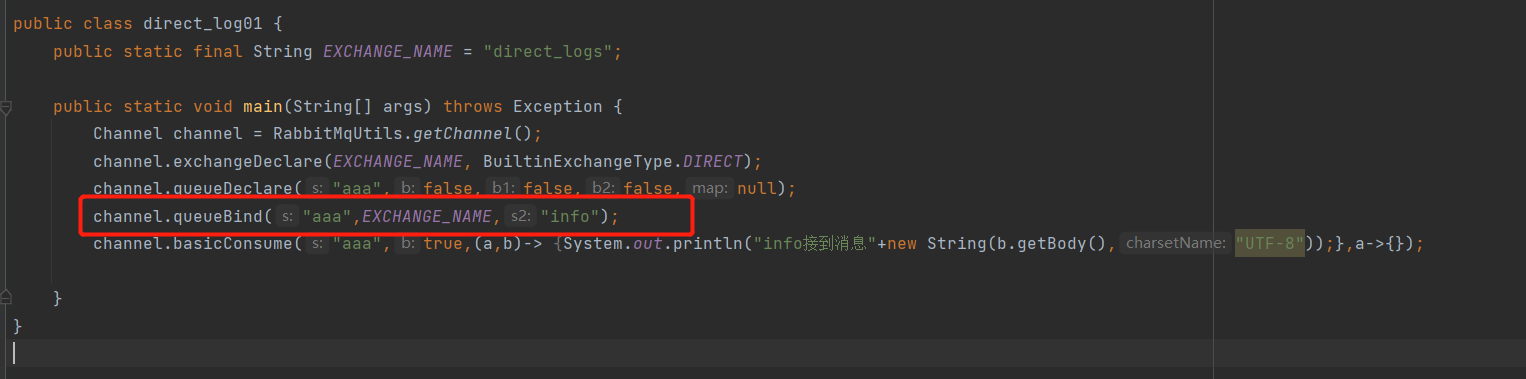 public class direct_log01 {
public static final String EXCHANGE_NAME = "direct_logs";
public static void main(String[] args) throws Exception {
Channel channel = RabbitMqUtils.getChannel();
channel.exchangeDeclare(EXCHANGE_NAME, BuiltinExchangeType.DIRECT);
channel.queueDeclare( s: "aaa", b: false, b1: false, b2: false, map: null);
channel.queueBind( s: "aaa",EXCHANGE_NAME, s2: "info");
channel.basicConsume( s: "aaa", b: true,(a,b)-> {System.out.println("info接到消息"+new String(b.getBody(), charsetName: "UTF-8"));},a->{});
}
}